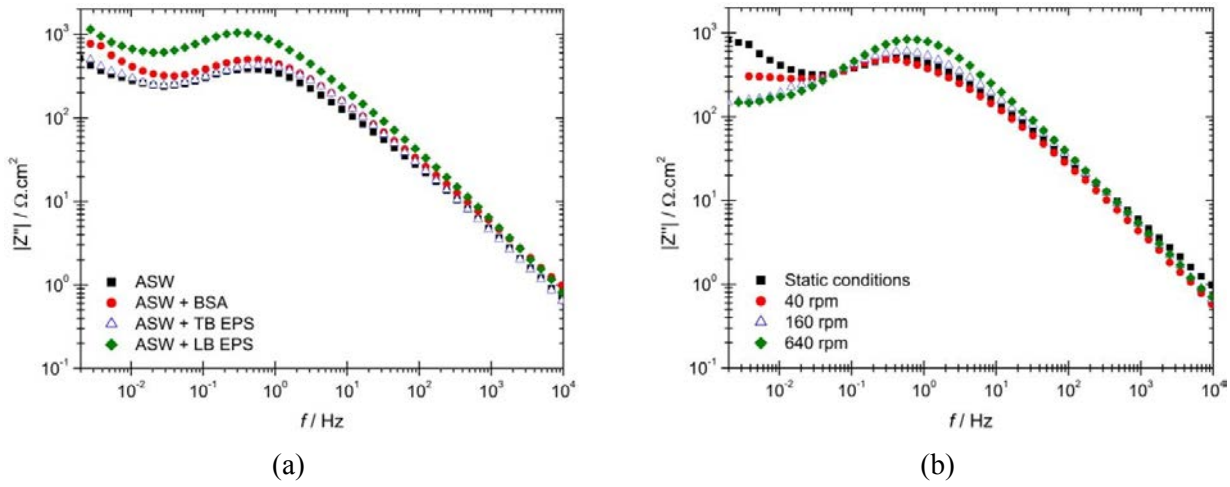 10³
10²
10¹
10⁰
10⁻¹
|Z"| / Ω.cm²
ASW
ASW + BSA
ASW + TB EPS
ASW + LB EPS
10⁻² 10⁻¹ 10⁰ 10¹ 10² 10³ 10⁴
f / Hz
(a)
10³
10²
10¹
10⁰
10⁻¹
|Z"| / Ω.cm²
Static conditions
40 rpm
160 rpm
640 rpm
10⁻² 10⁻¹ 10⁰ 10¹ 10² 10³
f / Hz
(b)